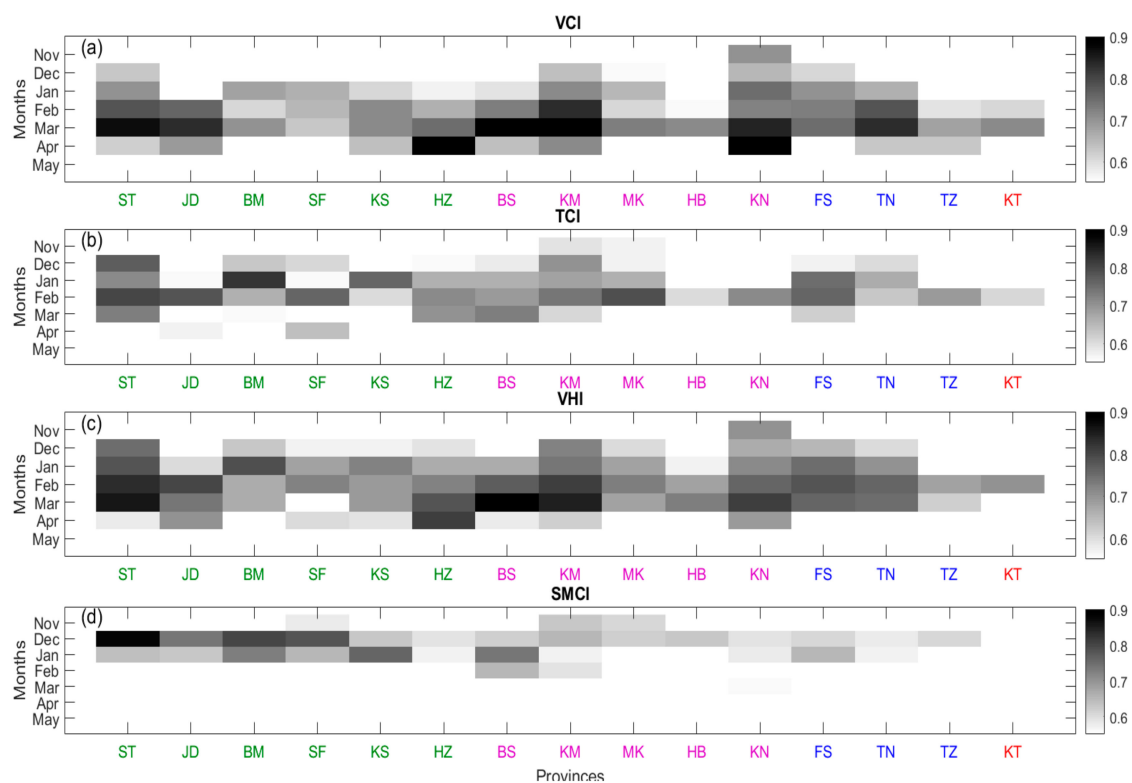 VCI
(a)
Months
Nov
Dec
Jan
Feb
Mar
Apr
May
0.9
0.8
0.7
0.6
ST JD BM SF KS HZ BS KM MK HB KN FS TN TZ KT
TCI
(b)
Months
Nov
Dec
Jan
Feb
Mar
Apr
May
0.9
0.8
0.7
0.6
ST JD BM SF KS HZ BS KM MK HB KN FS TN TZ KT
VHI
(c)
Months
Nov
Dec
Jan
Feb
Mar
Apr
May
0.9
0.8
0.7
0.6
ST JD BM SF KS HZ BS KM MK HB KN FS TN TZ KT
SMCI
(d)
Months
Nov
Dec
Jan
Feb
Mar
Apr
May
0.9
0.8
0.7
0.6
ST JD BM SF KS HZ BS KM MK HB KN FS TN TZ KT
Provinces